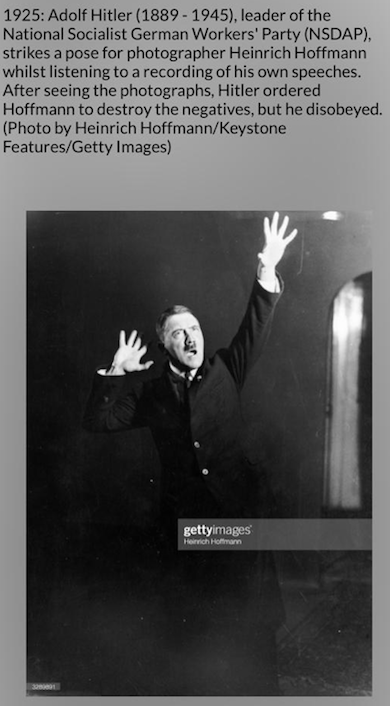 1925: Adolf Hitler (1889 - 1945), leader of the
National Socialist German Workers' Party (NSDAP),
strikes a pose for photographer Heinrich Hoffmann
whilst listening to a recording of his own speeches.
After seeing the photographs, Hitler ordered
Hoffmann to destroy the negatives, but he disobeyed.
(Photo by Heinrich Hoffmann/Keystone
Features/Getty Images)
gettyimages®
Heinrich Hoffmann